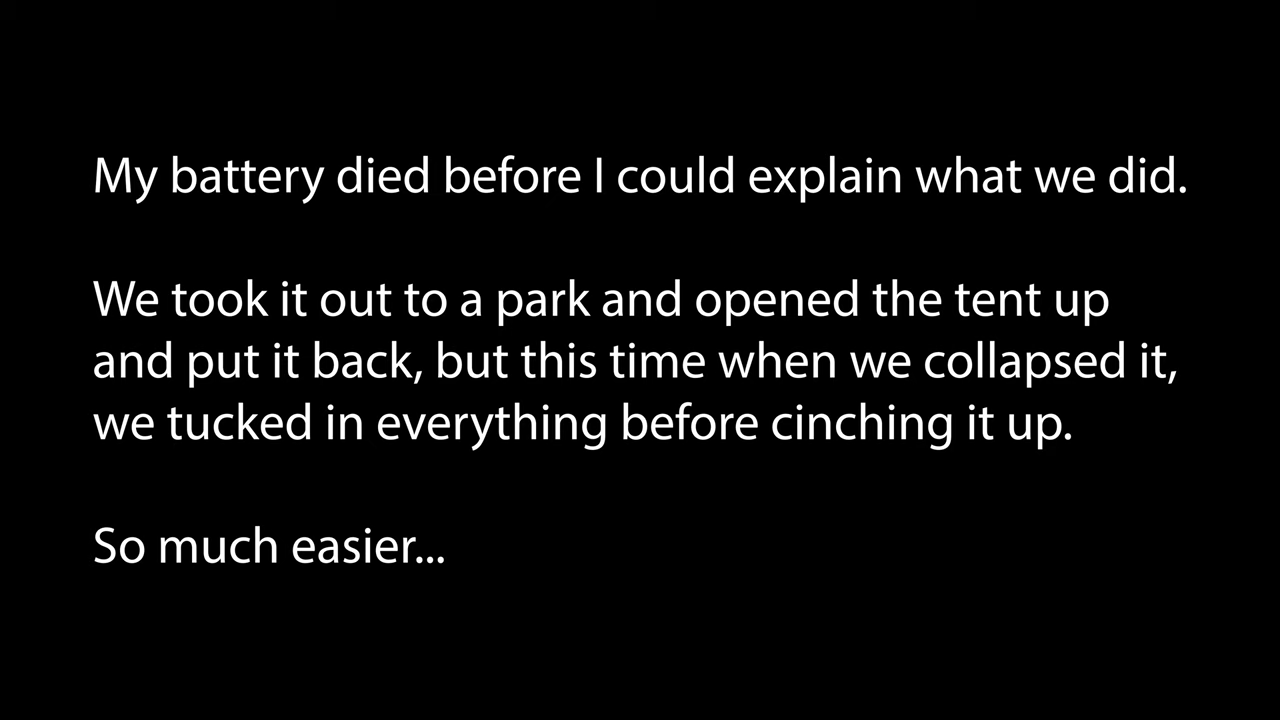 My battery died before I could explain what we did.
We took it out to a park and opened the tent up
and put it back, but this time when we collapsed it,
we tucked in everything before cinching it up.
So much easier...